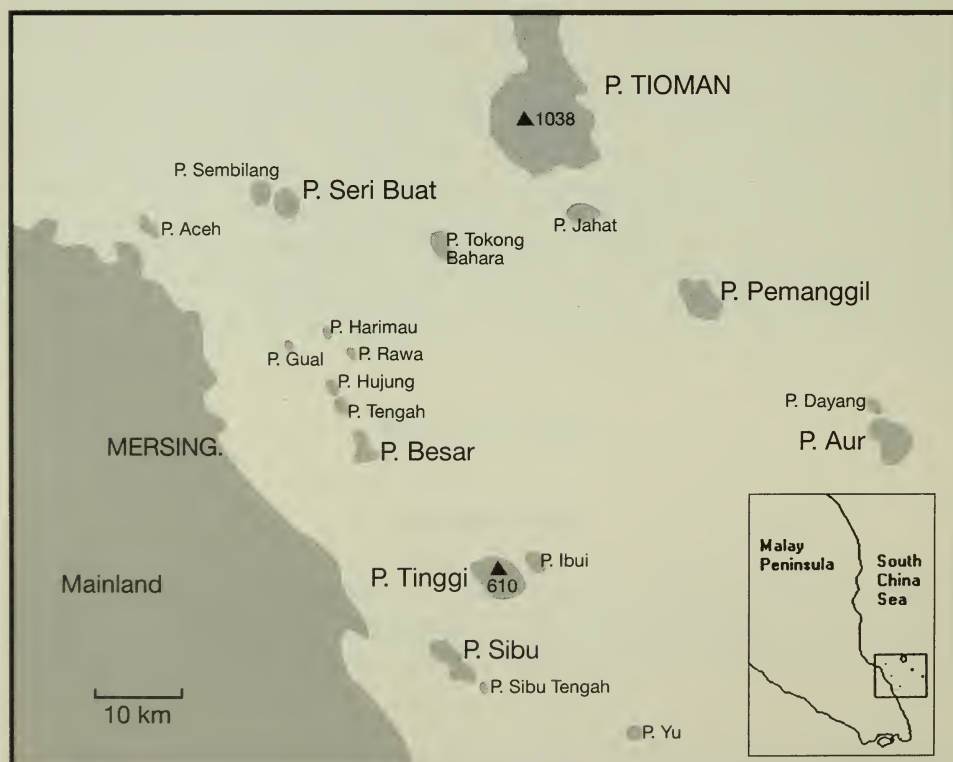 P. TIOMAN
1038
P. Sembilang
P. Seri Buat
P. Aceh
P. Jahat
P. Tokong
Bahara
P. Pemanggil
P. Harimau
P. Gual
P. Rawa
P. Hujung
P. Tengah
P. Dayang
MERSING.
P. Besar
P. Aur
P. Ibui
P. Tinggi
610
Mainland
P. Sibu
P. Sibu Tengah
10 km
P. Yu
Malay
Peninsula
South
China
Sea